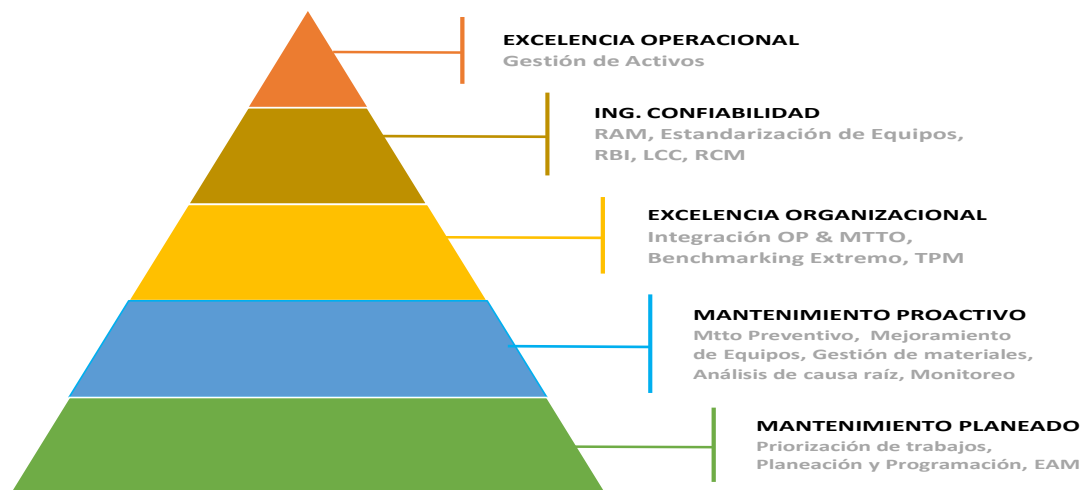 EXCELENCIA OPERACIONAL
Gestión de Activos
ING. CONFIABILIDAD
RAM, Estandarización de Equipos,
RBI, LCC, RCM
EXCELENCIA ORGANIZACIONAL
Integración OP & MTTO,
Benchmarking Extremo, TPM
MANTENIMIENTO PROACTIVO
Mtto Preventivo, Mejoramiento
de Equipos, Gestión de materiales,
Análisis de causa raíz, Monitoreo
MANTENIMIENTO PLANEADO
Priorización de trabajos,
Planeación y Programación, EAM